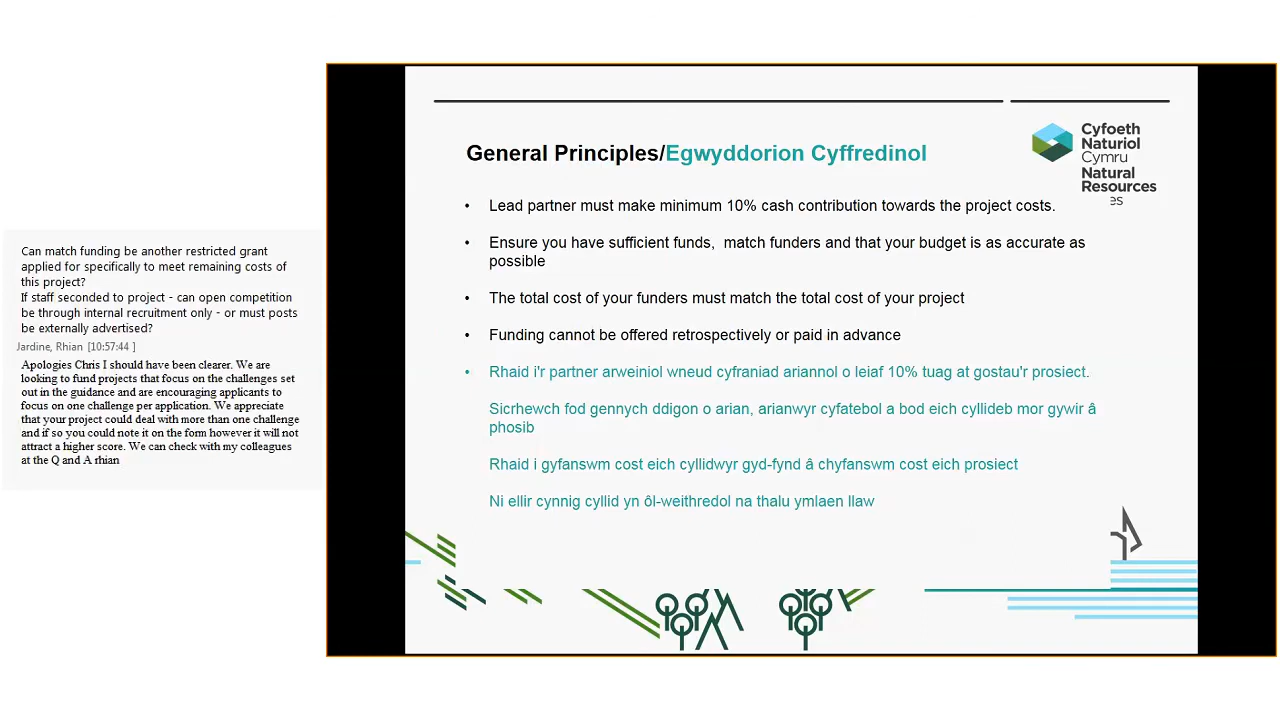 Can match funding be another restricted grant
applied for specifically to meet remaining costs of
this project?
If staff seconded to project - can open competition
be through internal recruitment only - or must posts
be externally advertised?
Jardine, Rhian [10:57:44 ]
Apologies Chris I should have been clearer. We are
looking to fund projects that focus on the challenges set
out in the guidance and are encouraging applicants to
focus on one challenge per application. We appreciate
that your project could deal with more than one challenge
and if so you could note it on the form however it will not
attract a higher score. We can check with my colleagues
at the Q and A rhian
General Principles/Egwyddorion Cyffredinol
Cyfoeth
Naturiol
Cymru
Natural
Resources
es
• Lead partner must make minimum 10% cash contribution towards the project costs.
• Ensure you have sufficient funds, match funders and that your budget is as accurate as
possible
• The total cost of your funders must match the total cost of your project
• Funding cannot be offered retrospectively or paid in advance
• Rhaid i'r partner arweiniol wneud cyfraniad ariannol o leiaf 10% tuag at gostau'r prosiect.
Sicrhewch fod gennych ddigon o arian, arianwyr cyfatebol a bod eich cyllideb mor gywir â
phosib
Rhaid i gyfanswm cost eich cyllidwyr gyd-fynd â chyfanswm cost eich prosiect
Ni ellir cynnig cyllid yn ôl-weithredol na thalu ymlaen llaw